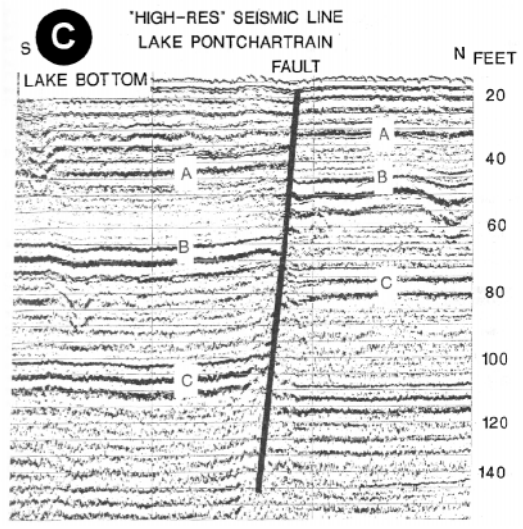 C
"HIGH-RES" SEISMIC LINE
LAKE PONTCHARTRAIN
FAULT
S
N
FEET
LAKE BOTTOM
20
A
A
40
B
60
B
C
80
100
C
120
140